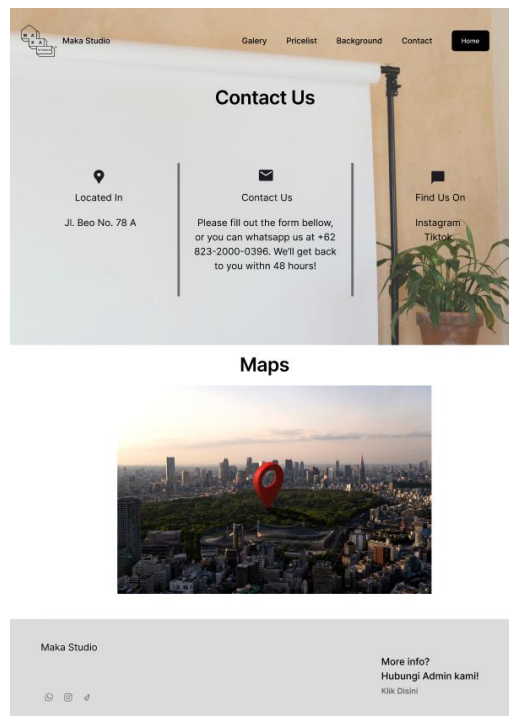 MAKA
Maka Studio
Galery
Pricelist
Background
Contact
Home
Contact Us
Located In
Jl. Beo No. 78 A
Contact Us
Please fill out the form bellow,
or you can whatsapp us at +62
823-2000-0396. We'll get back
to you withn 48 hours!
Find Us On
Instagram
Tiktok
Maps
Maka Studio
More info?
Hubungi Admin kami!
Klik Disini